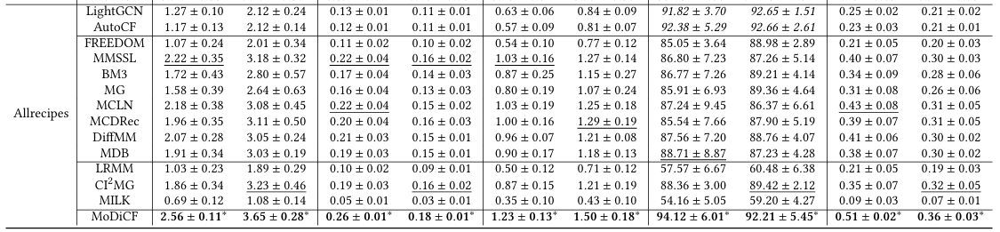 LightGCN 1.27 ± 0.10 2.12 ± 0.24 0.13 ± 0.01 0.11 ± 0.01 0.63 ± 0.06 0.84 ± 0.09 91.82 ± 3.70 92.65 ± 1.51 0.25 ± 0.02 0.21 ± 0.02
AutoCF 1.17 ± 0.13 2.12 ± 0.14 0.12 ± 0.01 0.11 ± 0.01 0.57 ± 0.09 0.81 ± 0.07 92.38 ± 5.29 92.66 ± 2.61 0.23 ± 0.03 0.21 ± 0.01
FREEDOM 1.07 ± 0.24 2.01 ± 0.34 0.11 ± 0.02 0.10 ± 0.02 0.54 ± 0.10 0.77 ± 0.12 85.05 ± 3.64 88.98 ± 2.89 0.21 ± 0.05 0.20 ± 0.03
MMSSL 2.22 ± 0.35 3.18 ± 0.32 0.22 ± 0.04 0.16 ± 0.02 1.03 ± 0.16 1.27 ± 0.14 86.80 ± 7.23 87.26 ± 5.14 0.40 ± 0.07 0.30 ± 0.03
BM3 1.72 ± 0.43 2.80 ± 0.57 0.17 ± 0.04 0.14 ± 0.03 0.87 ± 0.25 1.15 ± 0.27 86.77 ± 7.26 89.21 ± 4.14 0.34 ± 0.09 0.28 ± 0.06
MG 1.58 ± 0.39 2.64 ± 0.63 0.16 ± 0.04 0.13 ± 0.03 0.80 ± 0.19 1.07 ± 0.24 85.91 ± 6.93 89.36 ± 4.64 0.31 ± 0.08 0.26 ± 0.06
MCLN 2.18 ± 0.38 3.08 ± 0.45 0.22 ± 0.04 0.15 ± 0.02 1.03 ± 0.19 1.25 ± 0.18 87.24 ± 9.45 86.37 ± 6.61 0.43 ± 0.08 0.31 ± 0.05
Allrecipes MCDRec 1.96 ± 0.35 3.11 ± 0.50 0.20 ± 0.04 0.16 ± 0.03 1.00 ± 0.16 1.29 ± 0.19 85.54 ± 7.66 87.90 ± 5.19 0.39 ± 0.07 0.31 ± 0.05
DiffMM 2.07 ± 0.28 3.05 ± 0.24 0.21 ± 0.03 0.15 ± 0.01 0.96 ± 0.07 1.21 ± 0.08 87.56 ± 7.20 88.76 ± 4.07 0.41 ± 0.06 0.30 ± 0.02
MDB 1.91 ± 0.34 3.03 ± 0.19 0.19 ± 0.03 0.15 ± 0.01 0.90 ± 0.17 1.18 ± 0.13 88.71 ± 8.87 87.23 ± 4.28 0.38 ± 0.07 0.30 ± 0.02
LRMM 1.03 ± 0.23 1.89 ± 0.29 0.10 ± 0.02 0.09 ± 0.01 0.50 ± 0.12 0.71 ± 0.12 57.57 ± 6.67 60.48 ± 6.38 0.21 ± 0.05 0.19 ± 0.03
CI²MG 1.86 ± 0.34 3.23 ± 0.46 0.19 ± 0.03 0.16 ± 0.02 0.87 ± 0.15 1.21 ± 0.19 88.36 ± 3.00 89.42 ± 2.12 0.35 ± 0.07 0.32 ± 0.05
MILK 0.69 ± 0.12 1.08 ± 0.14 0.05 ± 0.01 0.03 ± 0.01 0.35 ± 0.10 0.43 ± 0.10 54.16 ± 5.05 59.20 ± 4.27 0.09 ± 0.03 0.07 ± 0.01
MoDiCF 2.56 ± 0.11* 3.65 ± 0.28* 0.26 ± 0.01* 0.18 ± 0.01* 1.23 ± 0.13* 1.50 ± 0.18* 94.12 ± 6.01* 92.21 ± 5.45* 0.51 ± 0.02* 0.36 ± 0.03*